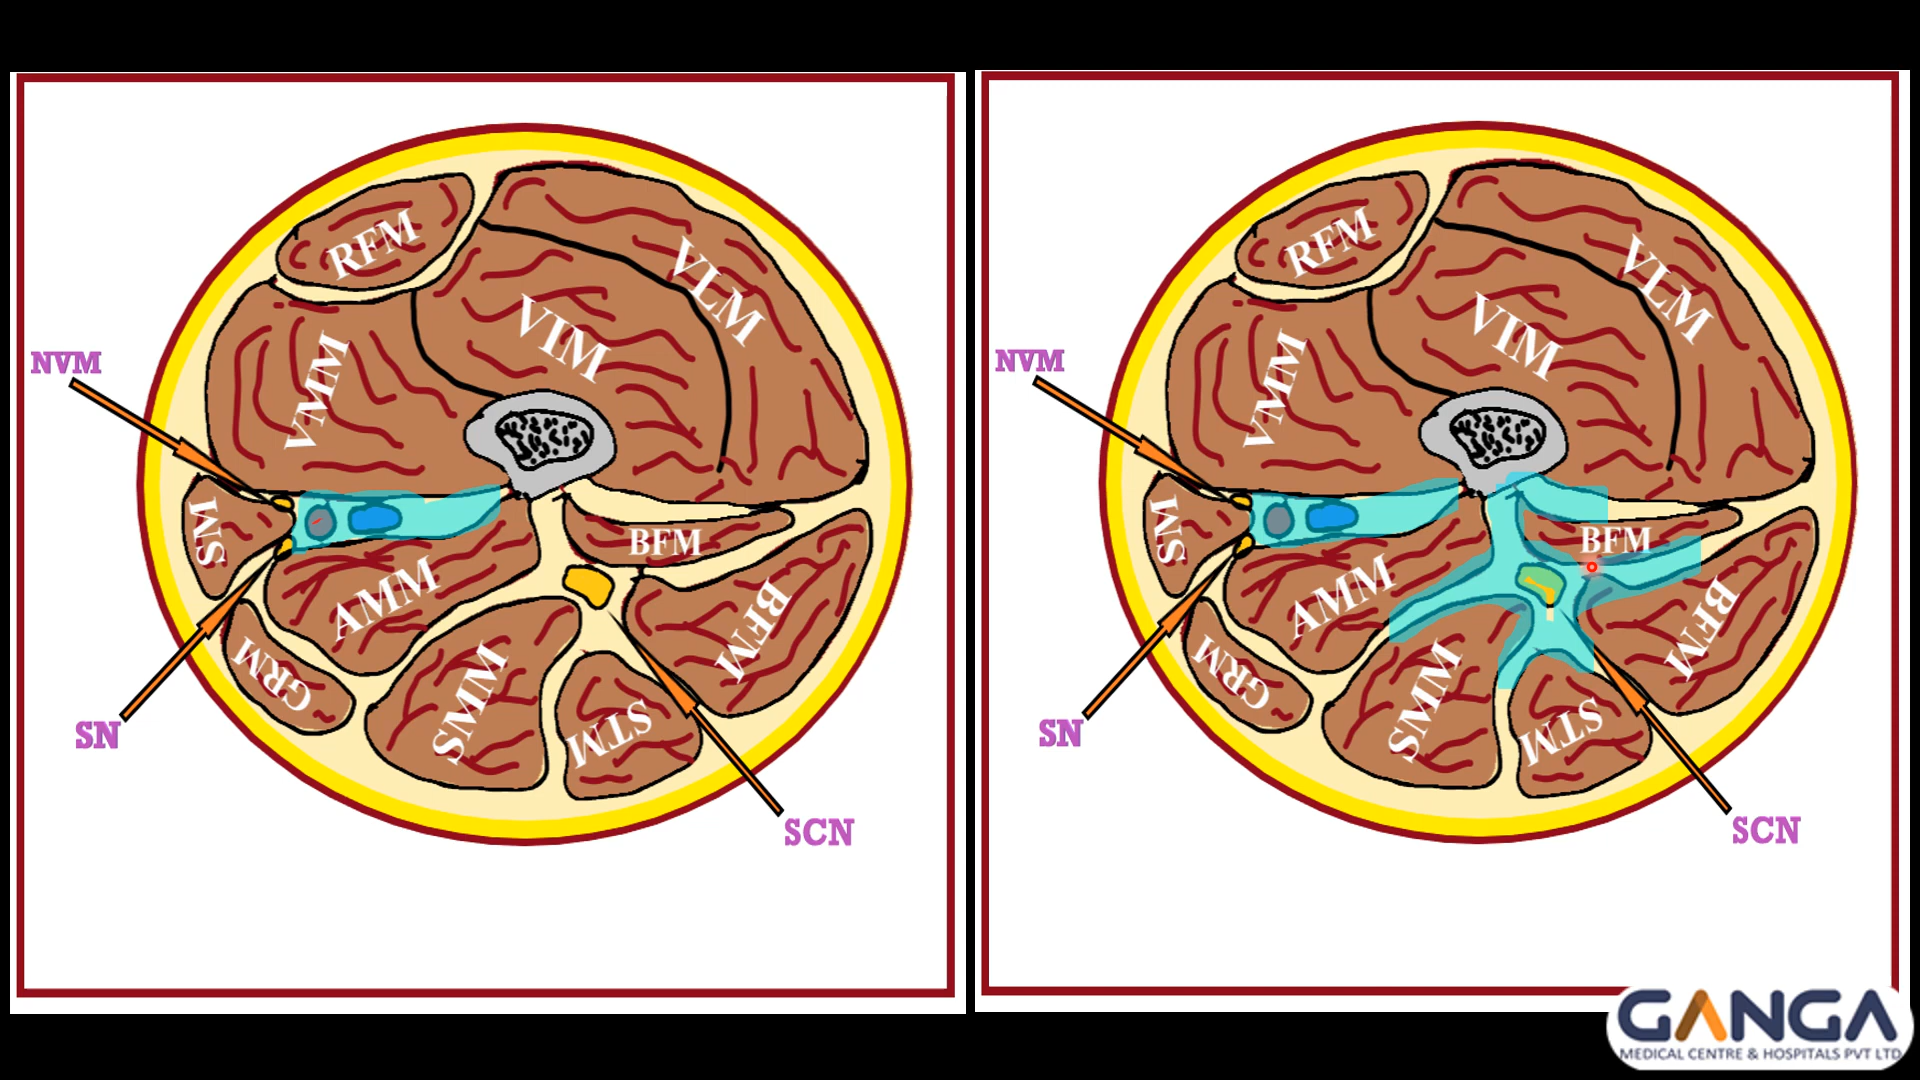 RFM
VLM
VIM
VMM
NVM
SM
BFM
AMM
BFM
GRM
SMM
STM
SN
SCN
RFM
VLM
VIM
VMM
NVM
SM
BFM
AMM
BFM
GRM
SMM
STM
SN
SCN
GANGA
MEDICAL CENTRE & HOSPITALS PVT LTD